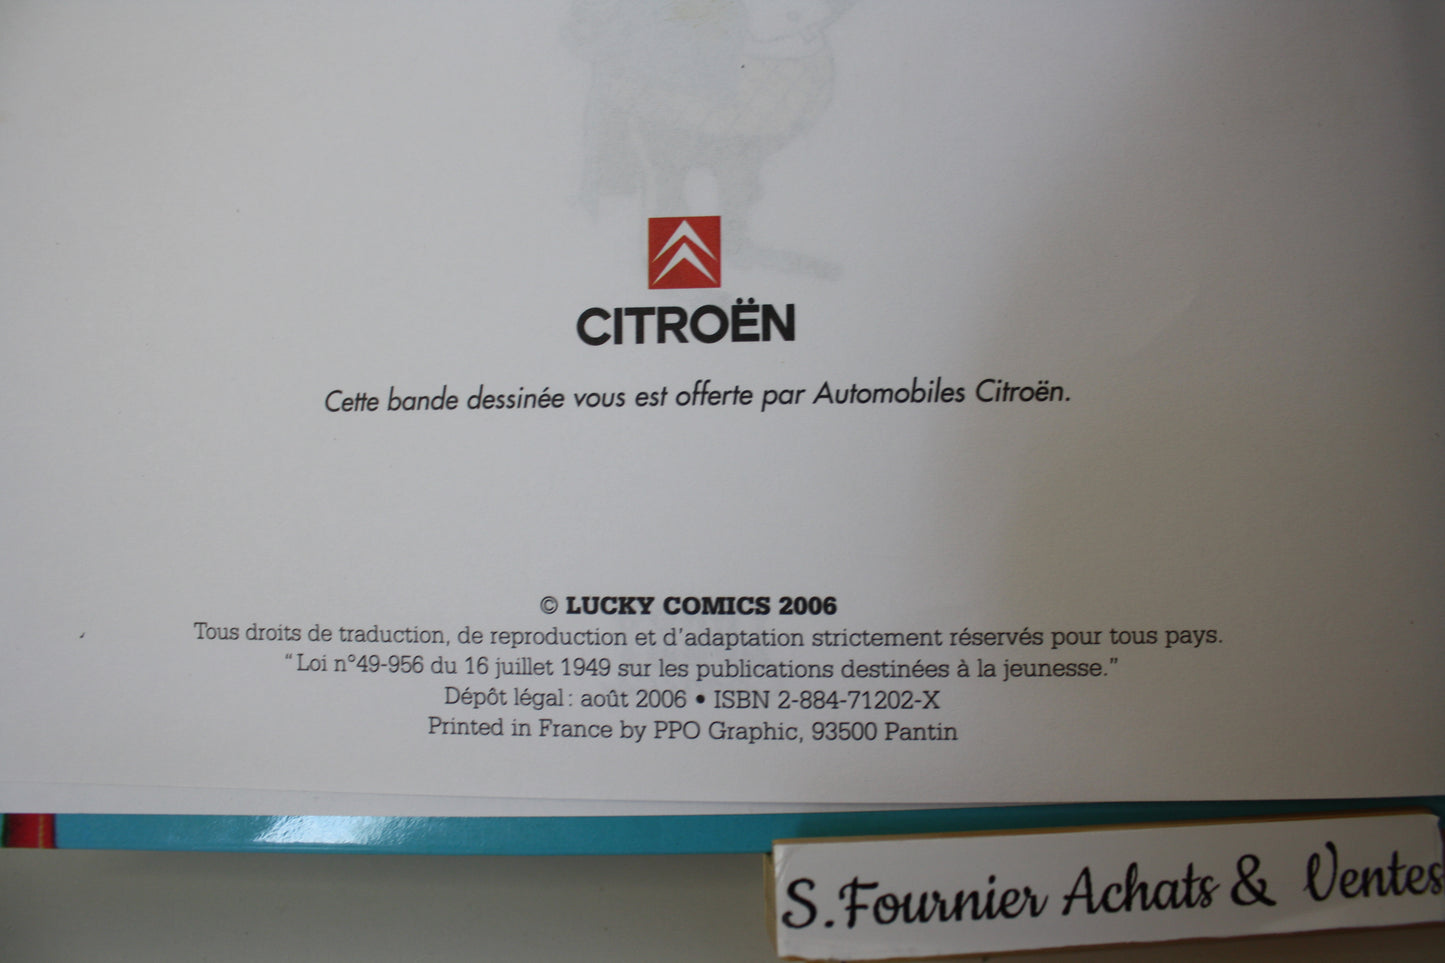 CITROËN
Cette bande dessinée vous est offerte par Automobiles Citroën.
© LUCKY COMICS 2006
Tous droits de traduction, de reproduction et d'adaptation strictement réservés pour tous pays.
"Loi n°49-956 du 16 juillet 1949 sur les publications destinées à la jeunesse."
Dépôt légal : août 2006 • ISBN 2-884-71202-X
Printed in France by PPO Graphic, 93500 Pantin
S. Fournier Achats & Ventes